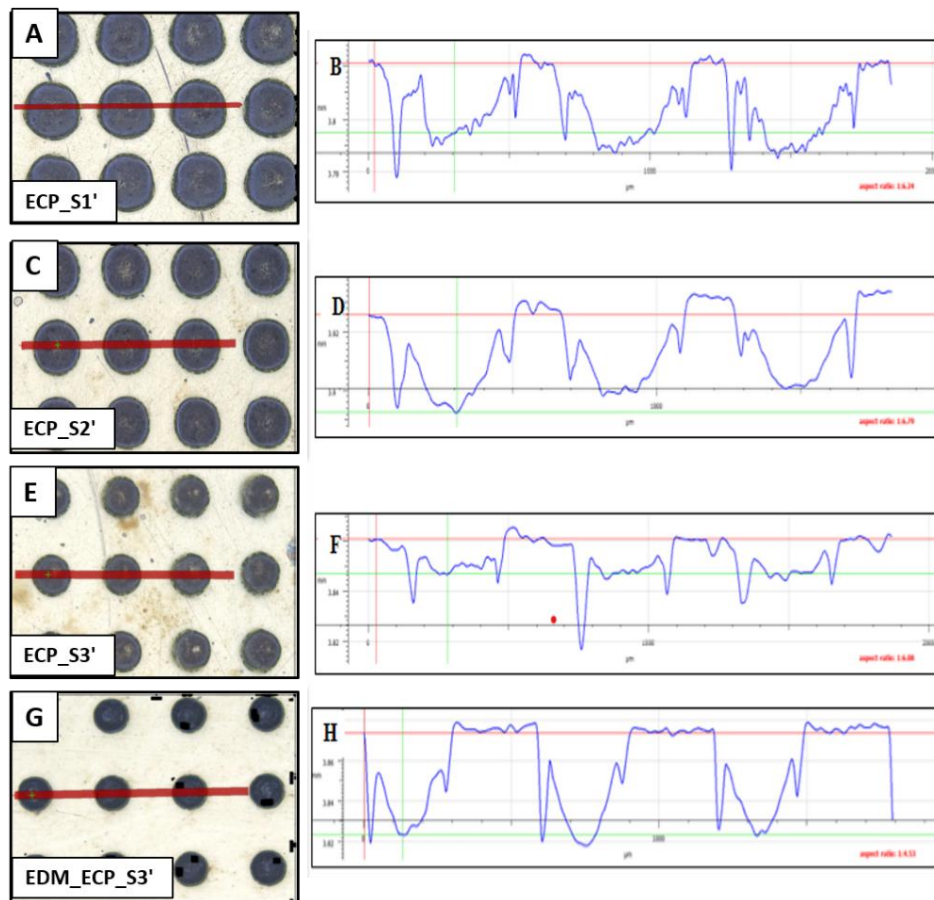 A
ECP_S1'
B
mm
3.8
3.78
0
1000
µm
aspect ratio: 1:6.24
C
ECP_S2'
D
3.82
mm
3.8
0
1000
µm
aspect ratio: 1:6.79
E
ECP_S3'
F
mm
3.84
3.82
0
1000
2000
µm
aspect ratio: 1:6.08
G
EDM_ECP_S3'
H
3.86
mm
3.84
3.82
1000
µm
aspect ratio: 1:4.53